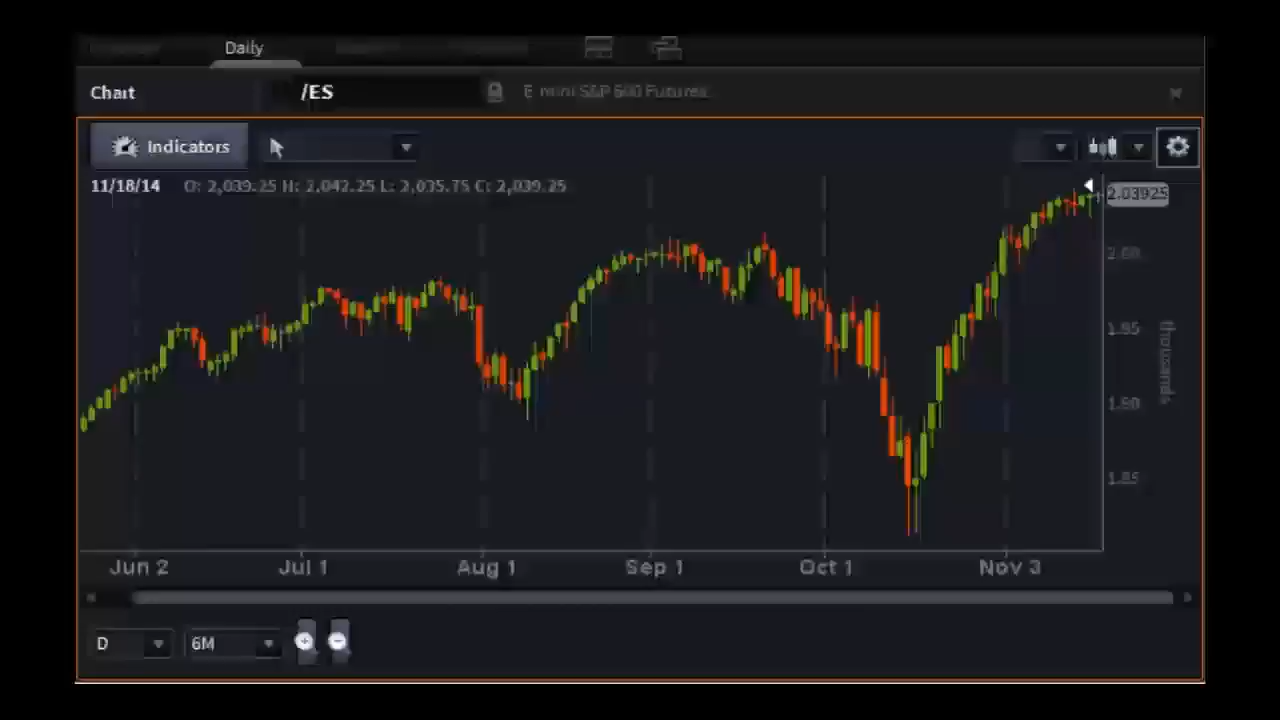 Daily
Chart /ES E-mini S&P 500 Futures
Indicators
11/18/14 O: 2,039.25 H: 2,042.25 L: 2,035.75 C: 2,039.25
2.03925
2.00
1.95
thousands
1.90
1.85
Jun 2 Jul 1 Aug 1 Sep 1 Oct 1 Nov 3
D 6M